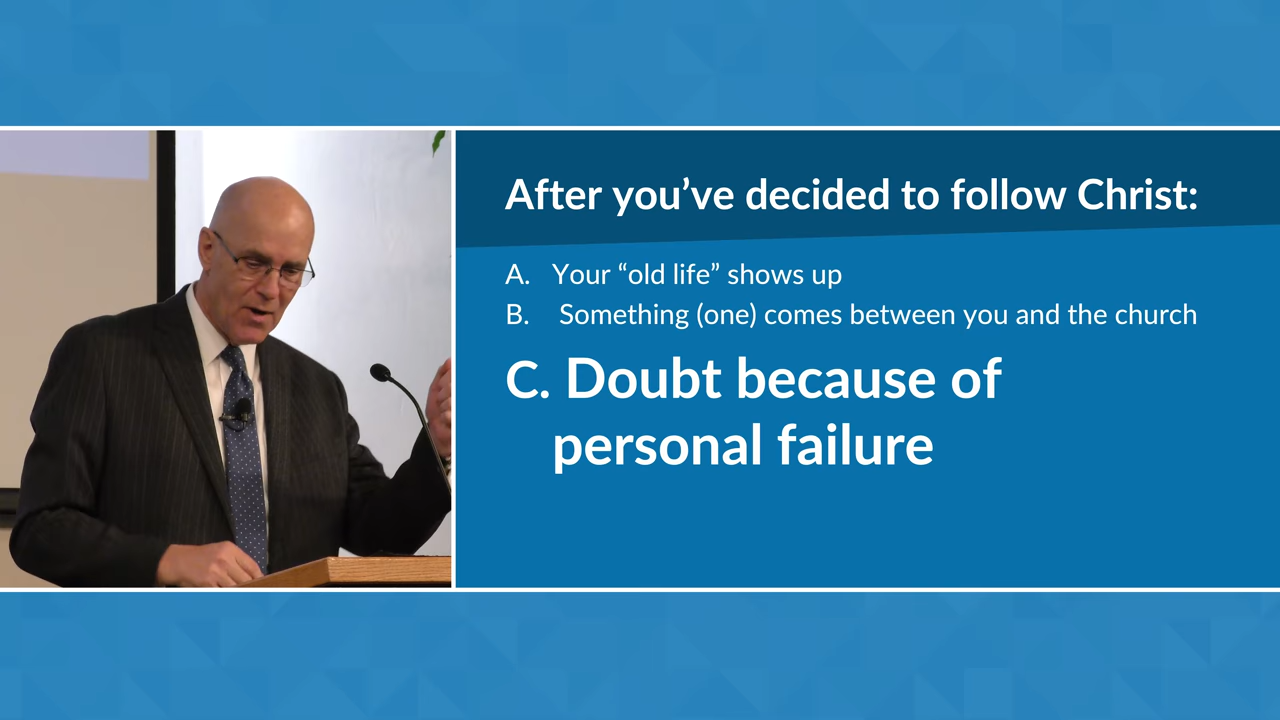 After you’ve decided to follow Christ:
A. Your “old life” shows up
B. Something (one) comes between you and the church
C. Doubt because of
personal failure